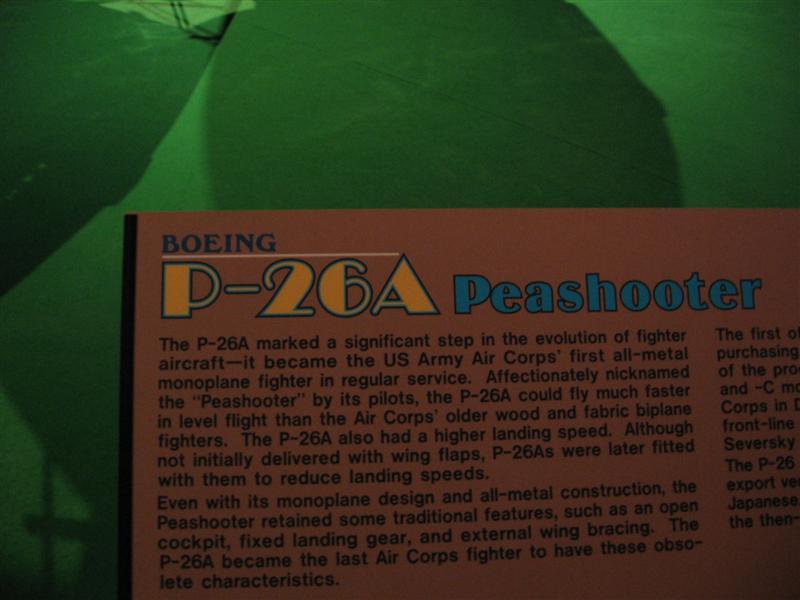 BOEING
P-26A Peashooter
The P-26A marked a significant step in the evolution of fighter
aircraft—it became the US Army Air Corps' first all-metal
monoplane fighter in regular service. Affectionately nicknamed
the "Peashooter" by its pilots, the P-26A could fly much faster
in level flight than the Air Corps' older wood and fabric biplane
fighters. The P-26A also had a higher landing speed. Although
not initially delivered with wing flaps, P-26As were later fitted
with them to reduce landing speeds.
Even with its monoplane design and all-metal construction, the
Peashooter retained some traditional features, such as an open
cockpit, fixed landing gear, and external wing bracing. The
P-26A became the last Air Corps fighter to have these obso-
lete characteristics.
The first of
purchasing
of the pro
and -C mo
Corps in D
front-line
Seversky
The P-26
export ver
Japanese
the then-